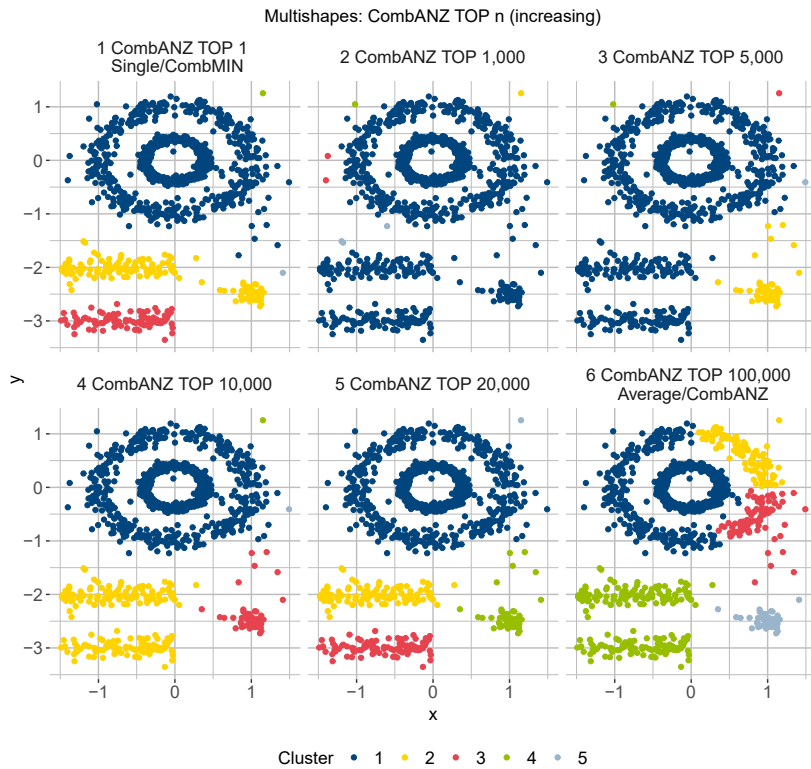 Multishapes: CombANZ TOP n (increasing)
1 CombANZ TOP 1
Single/CombMIN
2 CombANZ TOP 1,000
3 CombANZ TOP 5,000
1
0
−1
−2
−3
y
4 CombANZ TOP 10,000
5 CombANZ TOP 20,000
6 CombANZ TOP 100,000
Average/CombANZ
1
0
−1
−2
−3
−1 0 1 −1 0 1 −1 0 1
x
Cluster 1 2 3 4 5